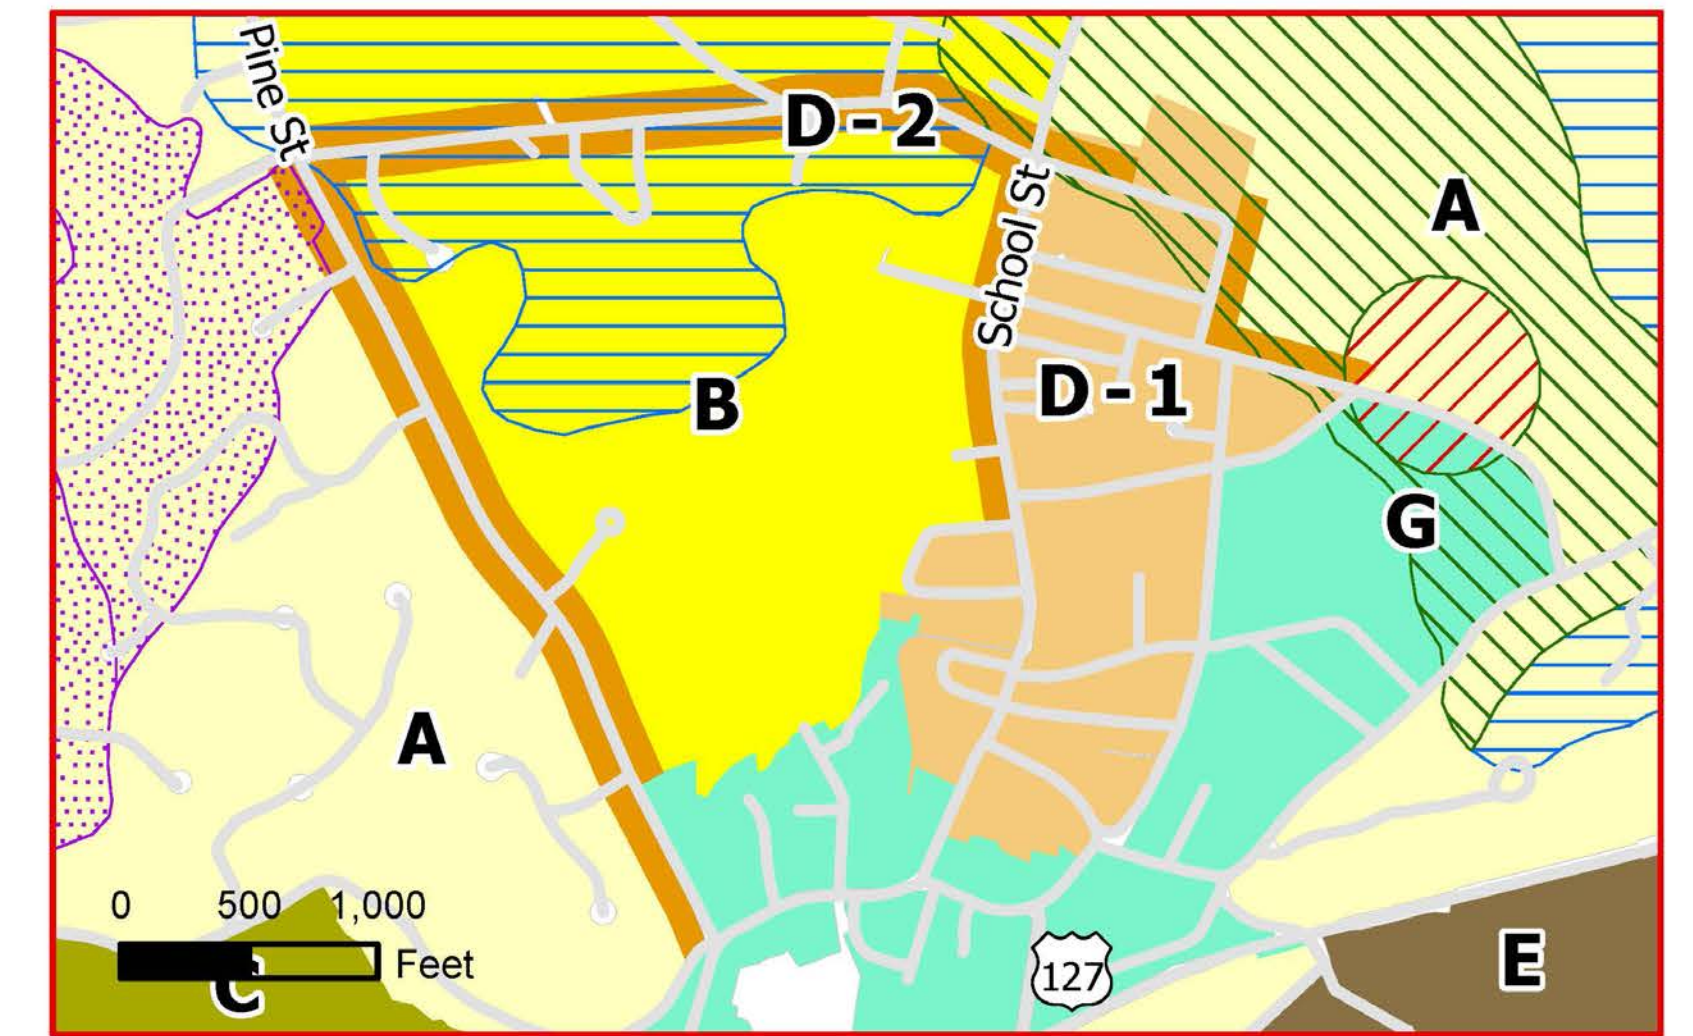 Pine St
D-2
School St
A
B
D-1
G
A
0 500 1,000
Feet
C
127
E